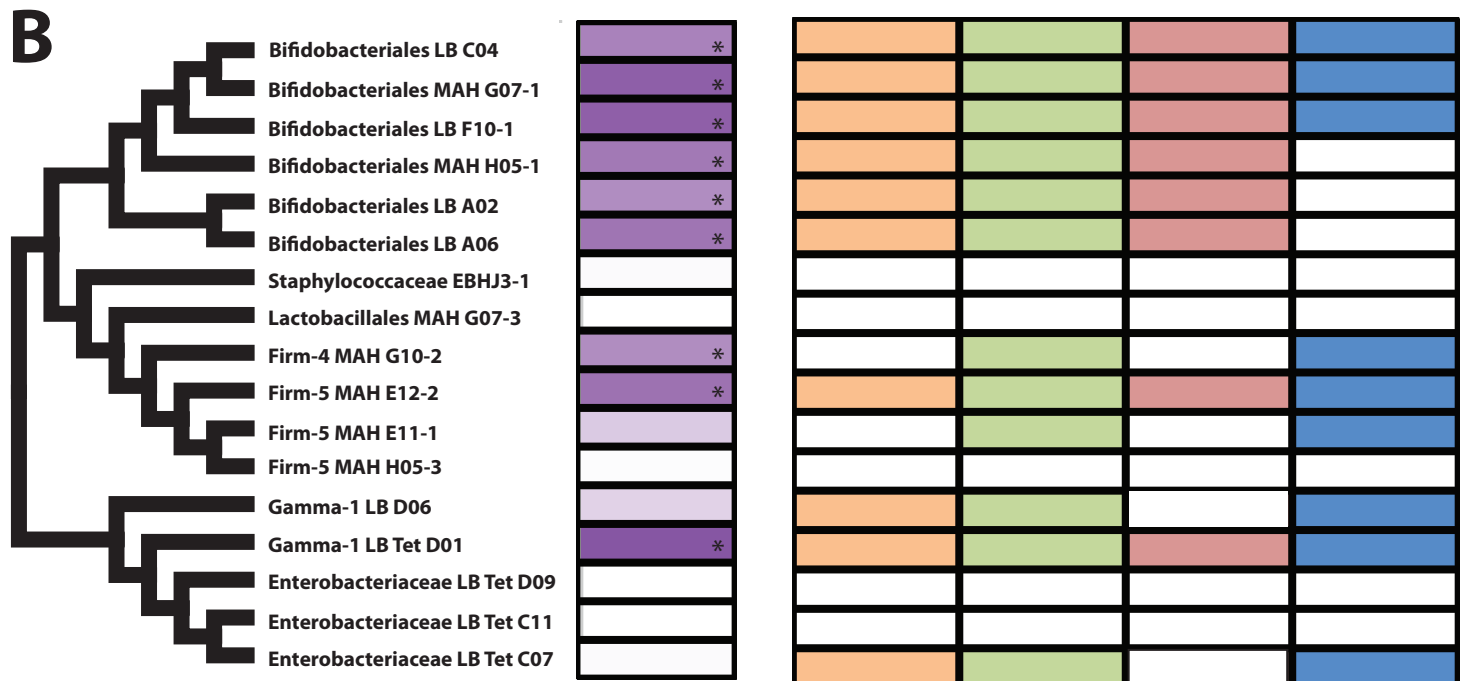 B
Bifidobacteriales LB C04 *
Bifidobacteriales MAH G07-1 *
Bifidobacteriales LB F10-1 *
Bifidobacteriales MAH H05-1 *
Bifidobacteriales LB A02 *
Bifidobacteriales LB A06 *
Staphylococcaceae EBHJ3-1
Lactobacillales MAH G07-3
Firm-4 MAH G10-2 *
Firm-5 MAH E12-2 *
Firm-5 MAH E11-1
Firm-5 MAH H05-3
Gamma-1 LB D06
Gamma-1 LB Tet D01 *
Enterobacteriaceae LB Tet D09
Enterobacteriaceae LB Tet C11
Enterobacteriaceae LB Tet C07